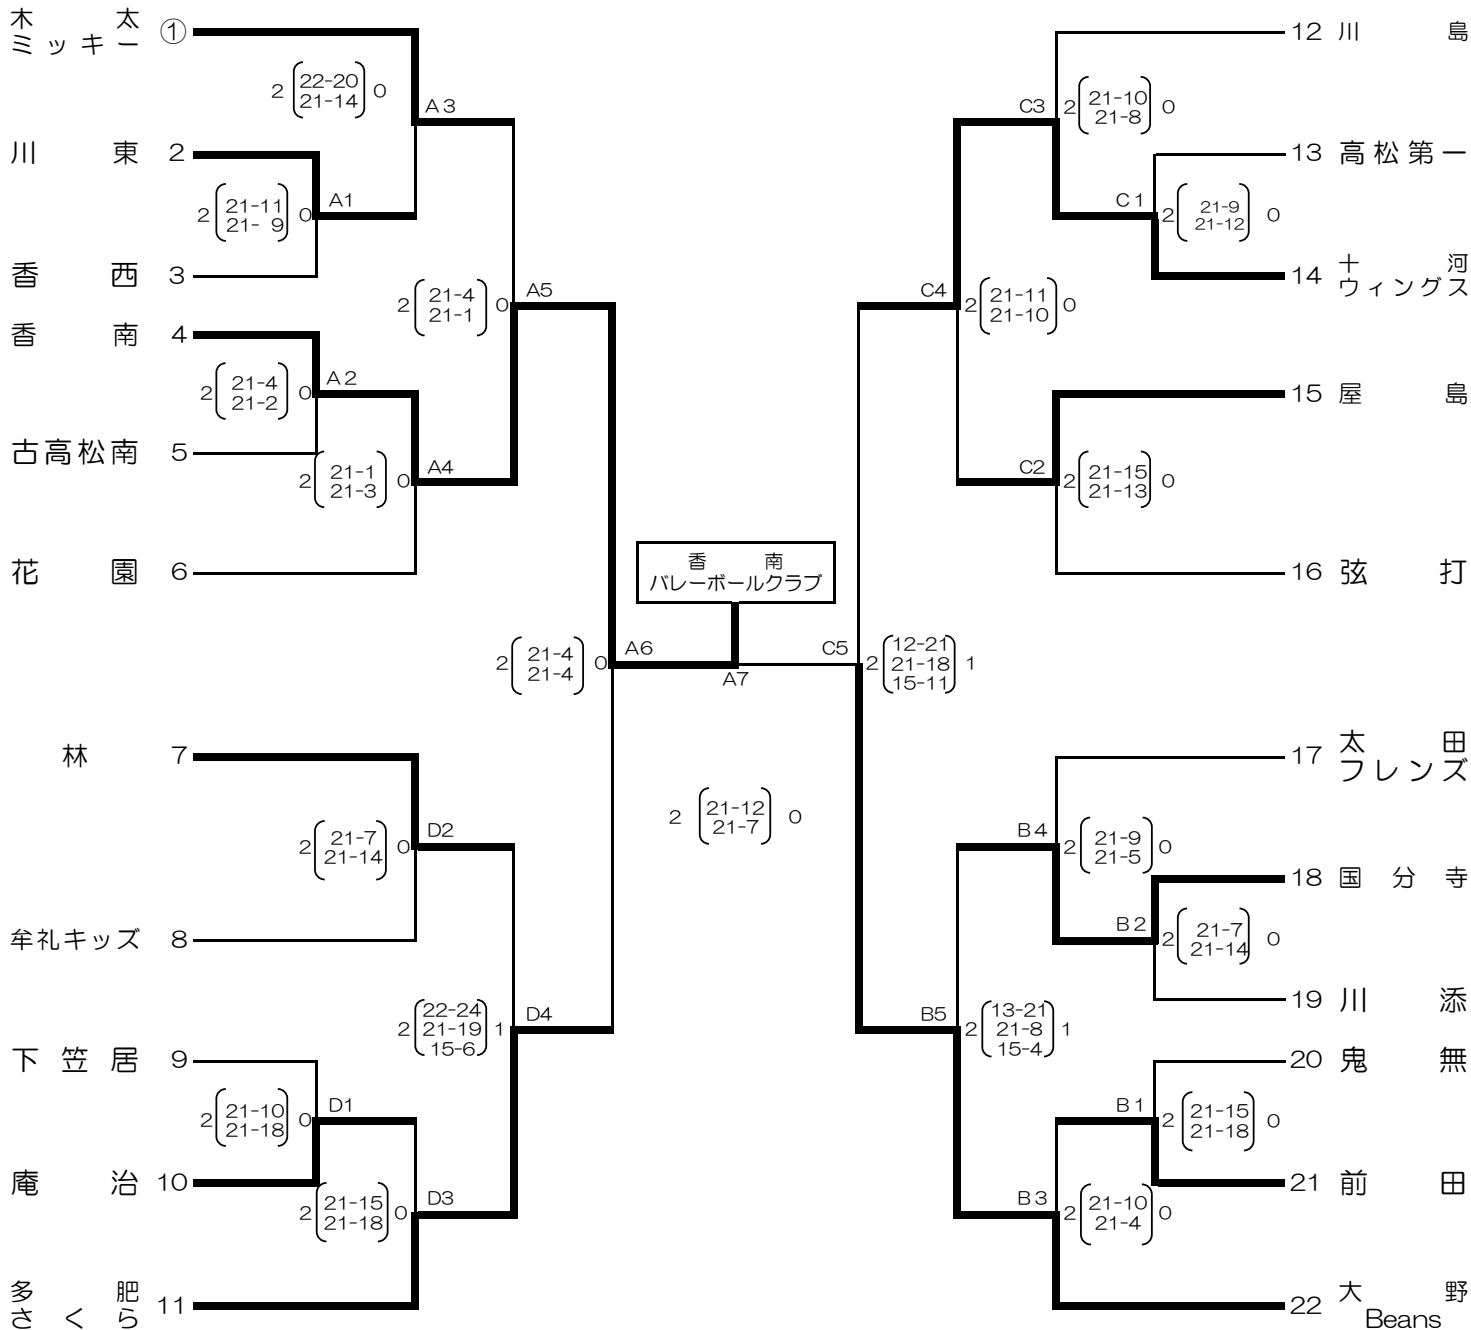 木太
ミッキー ①
2 22-20 0
21-14
A3
川東 2
2 21-11 0
21- 9
A1
香西 3
香南 4
2 21-4 0
21-2
A2
古高松南 5
2 21-1 0
21-3
A4
花園 6
2 21-4 0
21-1
A5
2 21-4 0
21-4
A6
林 7
2 21-7 0
21-14
D2
牟礼キッズ 8
2 22-24 1
21-19
15-6
D4
下笠居 9
2 21-10 0
21-18
D1
庵治 10
2 21-15 0
21-18
D3
多肥
さくら 11
香南
バレーボールクラブ
A7
2 21-12 0
21-7
12 川島
C3
2 21-10 0
21-8
13 高松第一
C1
2 21-9 0
21-12
14 十河
ウィングス
C4
2 21-11 0
21-10
15 屋島
C2
2 21-15 0
21-13
16 弦打
C5
2 12-21 1
21-18
15-11
17 太田
フレンズ
B4
2 21-9 0
21-5
18 国分寺
B2
2 21-7 0
21-14
19 川添
B5
2 13-21 1
21-8
15-4
20 鬼無
B1
2 21-15 0
21-18
21 前田
B3
2 21-10 0
21-4
22 大野
Beans